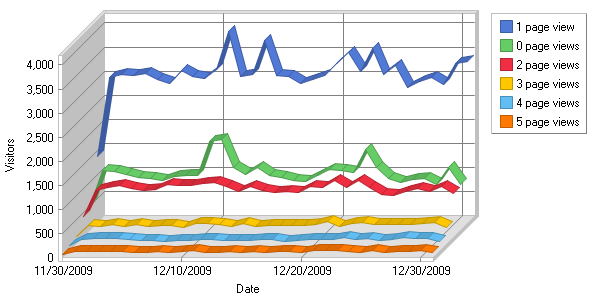 1 page view
0 page views
2 page views
3 page views
4 page views
5 page views
4,000
3,500
3,000
2,500
2,000
1,500
1,000
500
0
Visitors
11/30/2009 12/10/2009 12/20/2009 12/30/2009
Date